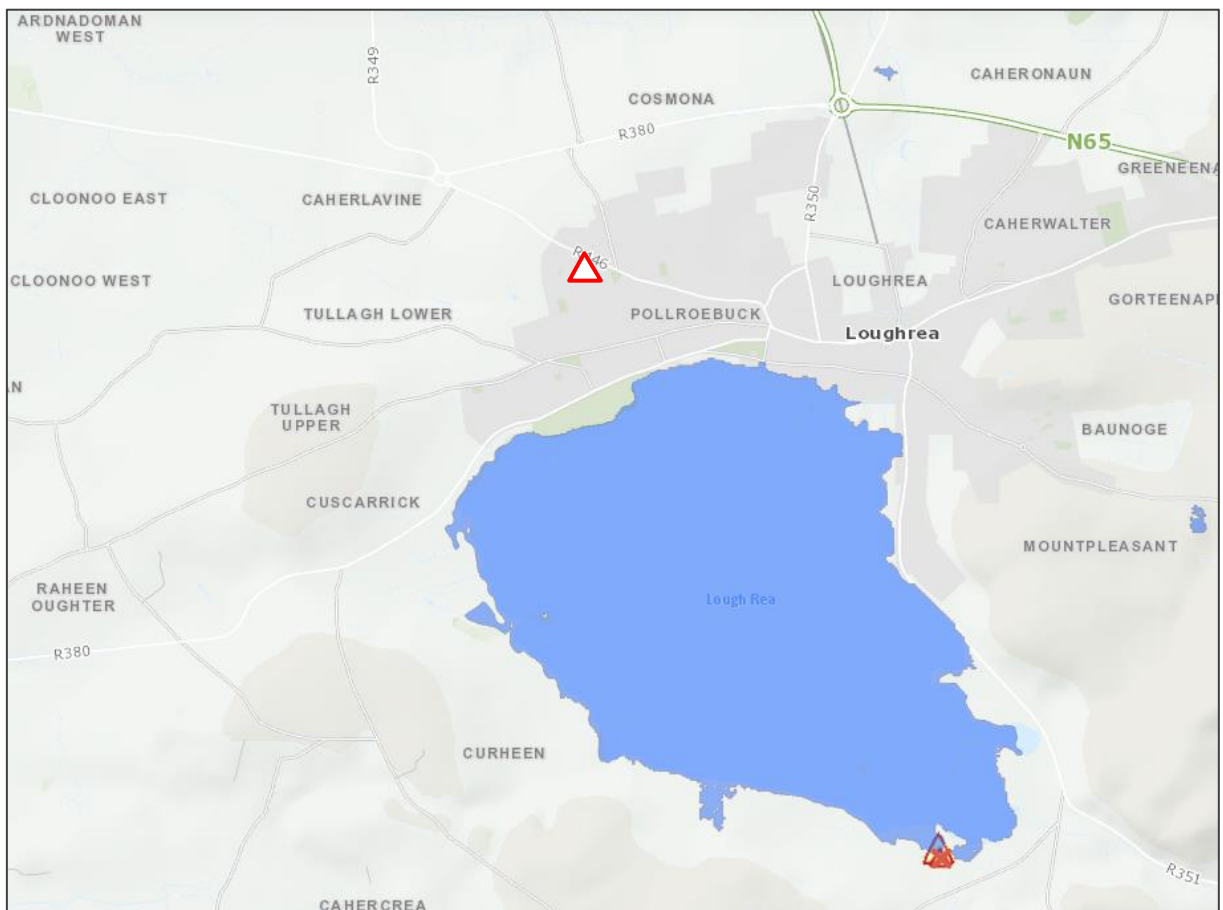 ARDNADOMAN
WEST
R349
CAHERONAUN
COSMONA
R380
N65
GREENEENA
CLOONOO EAST
CAHERLAVINE
R350
CAHERWALTER
CLOONOO WEST
LOUGHREA
GORTEENAP
TULLAGH LOWER
POLLROEBUCK
Loughrea
AN
TULLAGH
UPPER
BAUNOGE
CUSCARRICK
MOUNTPLEASANT
RAHEEN
OUGHTER
Lough Rea
R380
CURHEEN
R351
CAHERCREA